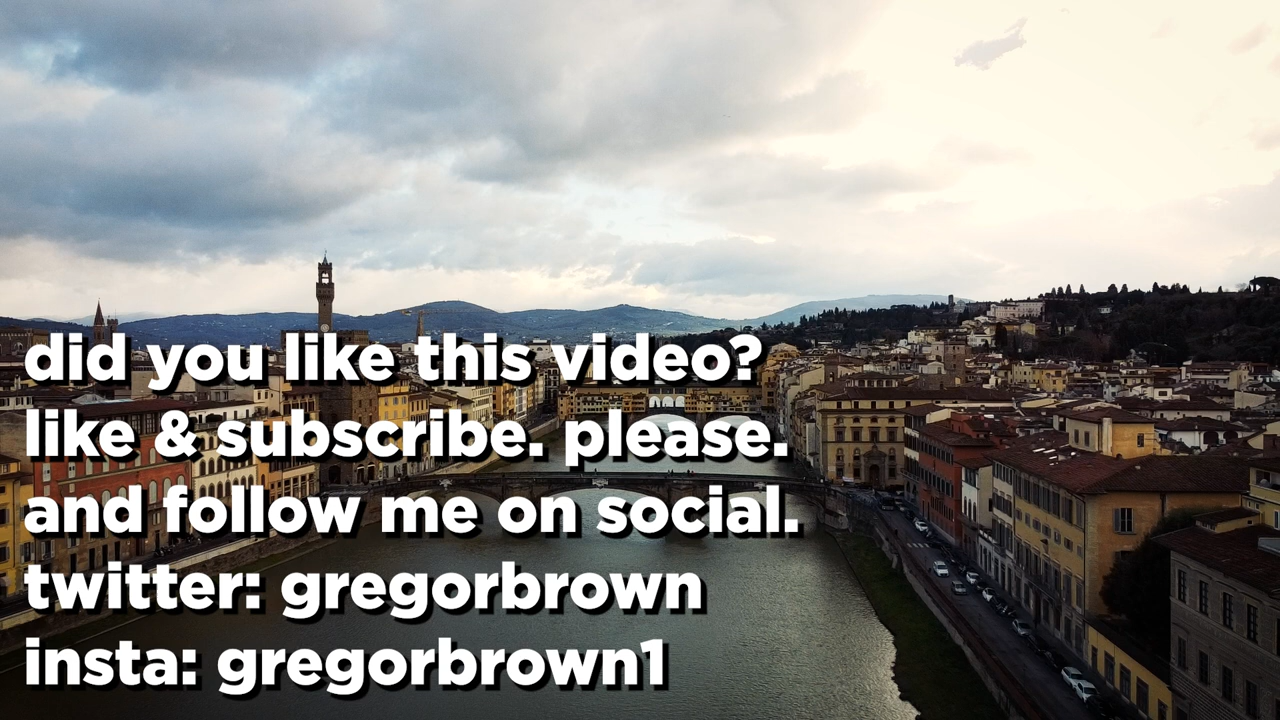 did you like this video?
like & subscribe. please.
and follow me on social.
twitter: gregorbrown
insta: gregorbrown1